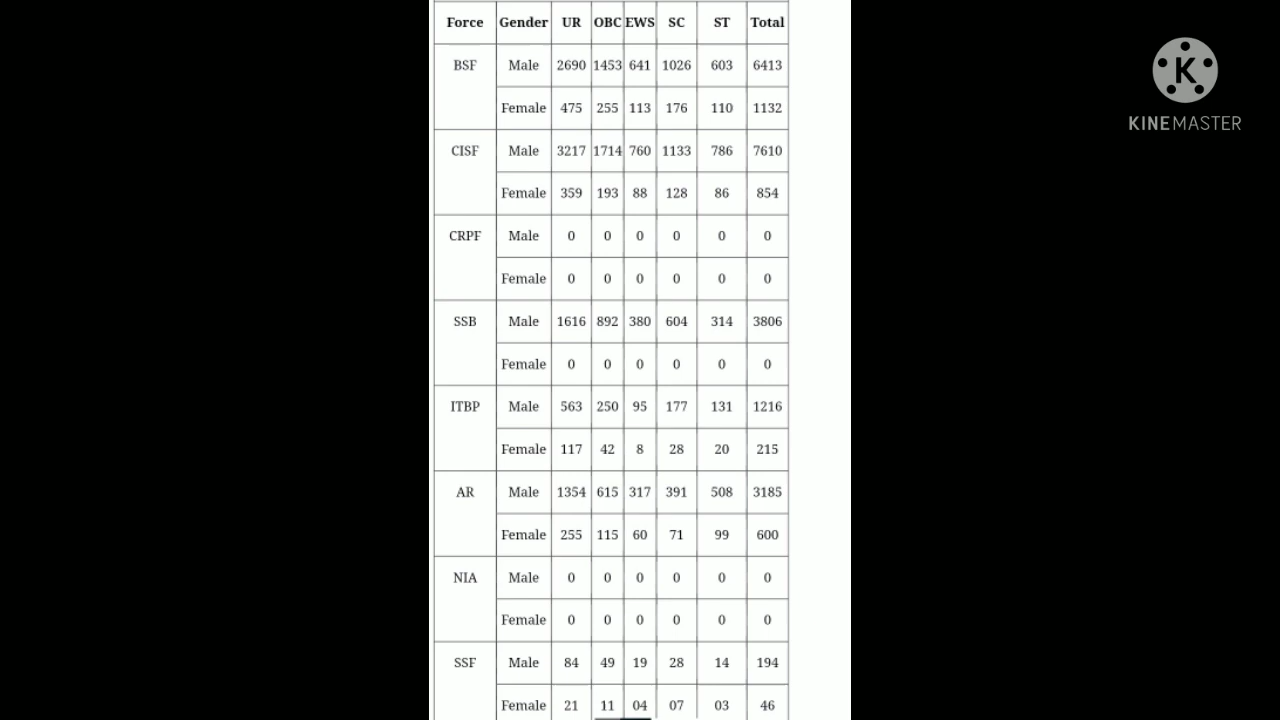 Force Gender UR OBC EWS SC ST Total
BSF Male 2690 1453 641 1026 603 6413
Female 475 255 113 176 110 1132
CISF Male 3217 1714 760 1133 786 7610
Female 359 193 88 128 86 854
CRPF Male 0 0 0 0 0 0
Female 0 0 0 0 0 0
SSB Male 1616 892 380 604 314 3806
Female 0 0 0 0 0 0
ITBP Male 563 250 95 177 131 1216
Female 117 42 8 28 20 215
AR Male 1354 615 317 391 508 3185
Female 255 115 60 71 99 600
NIA Male 0 0 0 0 0 0
Female 0 0 0 0 0 0
SSF Male 84 49 19 28 14 194
Female 21 11 04 07 03 46
K
KINEMASTER